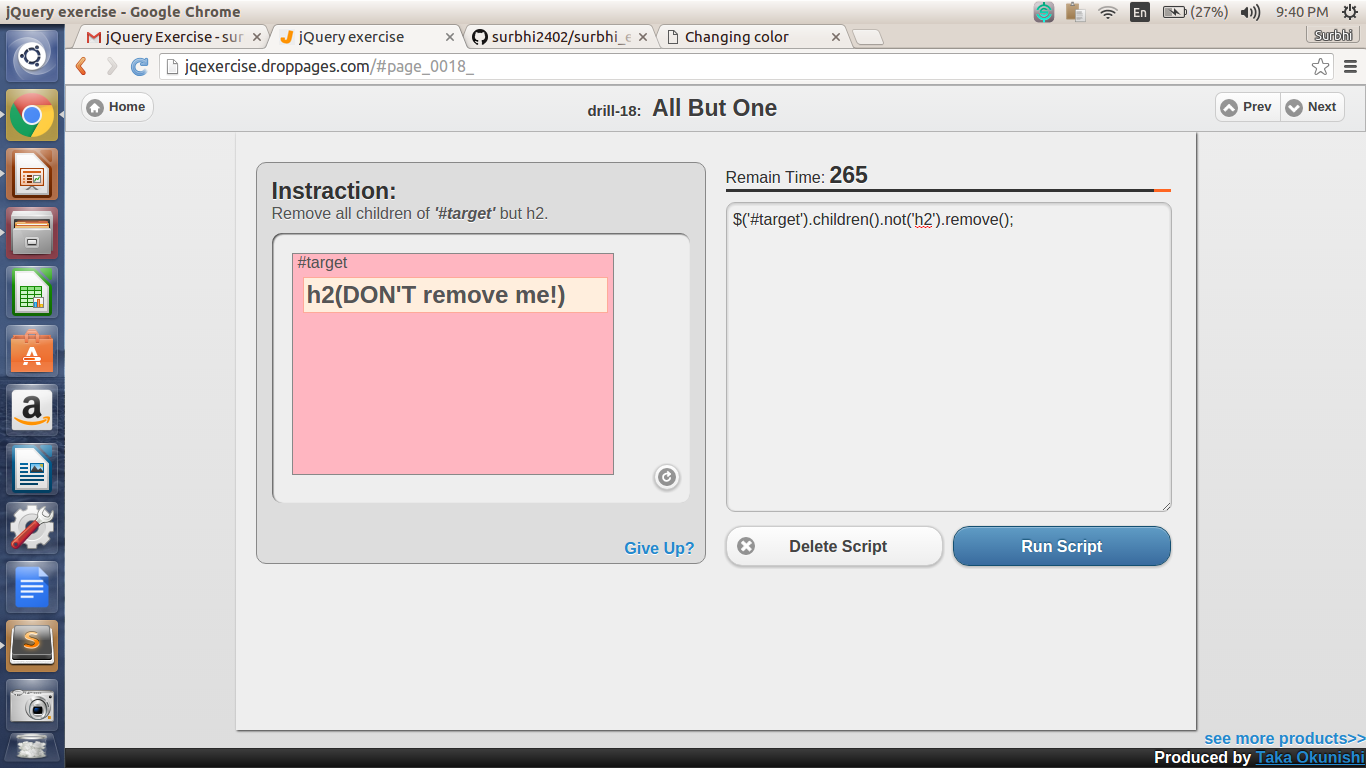 jQuery exercise - Google Chrome
En
(27%)
9:40 PM
jQuery Exercise - sur
jQuery exercise
surbhi2402/surbhi_e
Changing color
Surbhi
jqexercise.droppages.com/#page_0018_
Home
drill-18: All But One
Prev
Next
Instraction:
Remove all children of '#target' but h2.
#target
h2(DON'T remove me!)
Give Up?
Remain Time: 265
$('#target').children().not('h2').remove();
Delete Script
Run Script
see more products>>
Produced by Taka Okunishi